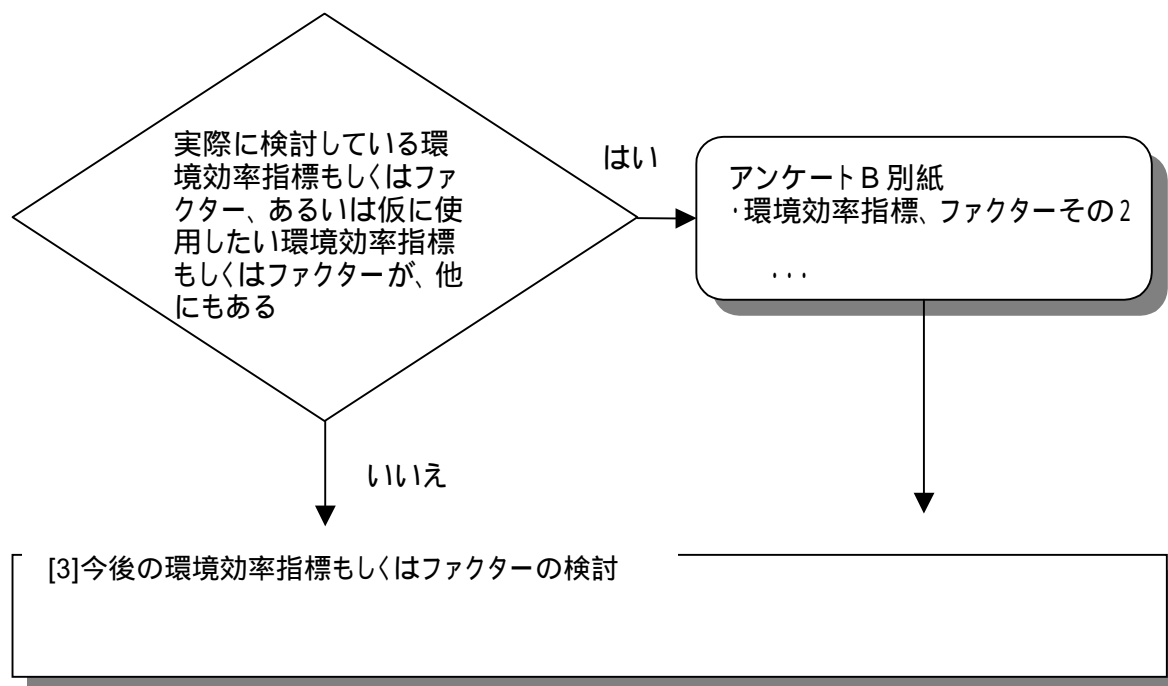 実際に検討している環
境効率指標もしくはファ
クター、あるいは仮に使
用したい環境効率指標
もしくはファクターが、他
にもある
はい
アンケートB 別紙
・環境効率指標、ファクターその2
...
いいえ
[3]今後の環境効率指標もしくはファクターの検討